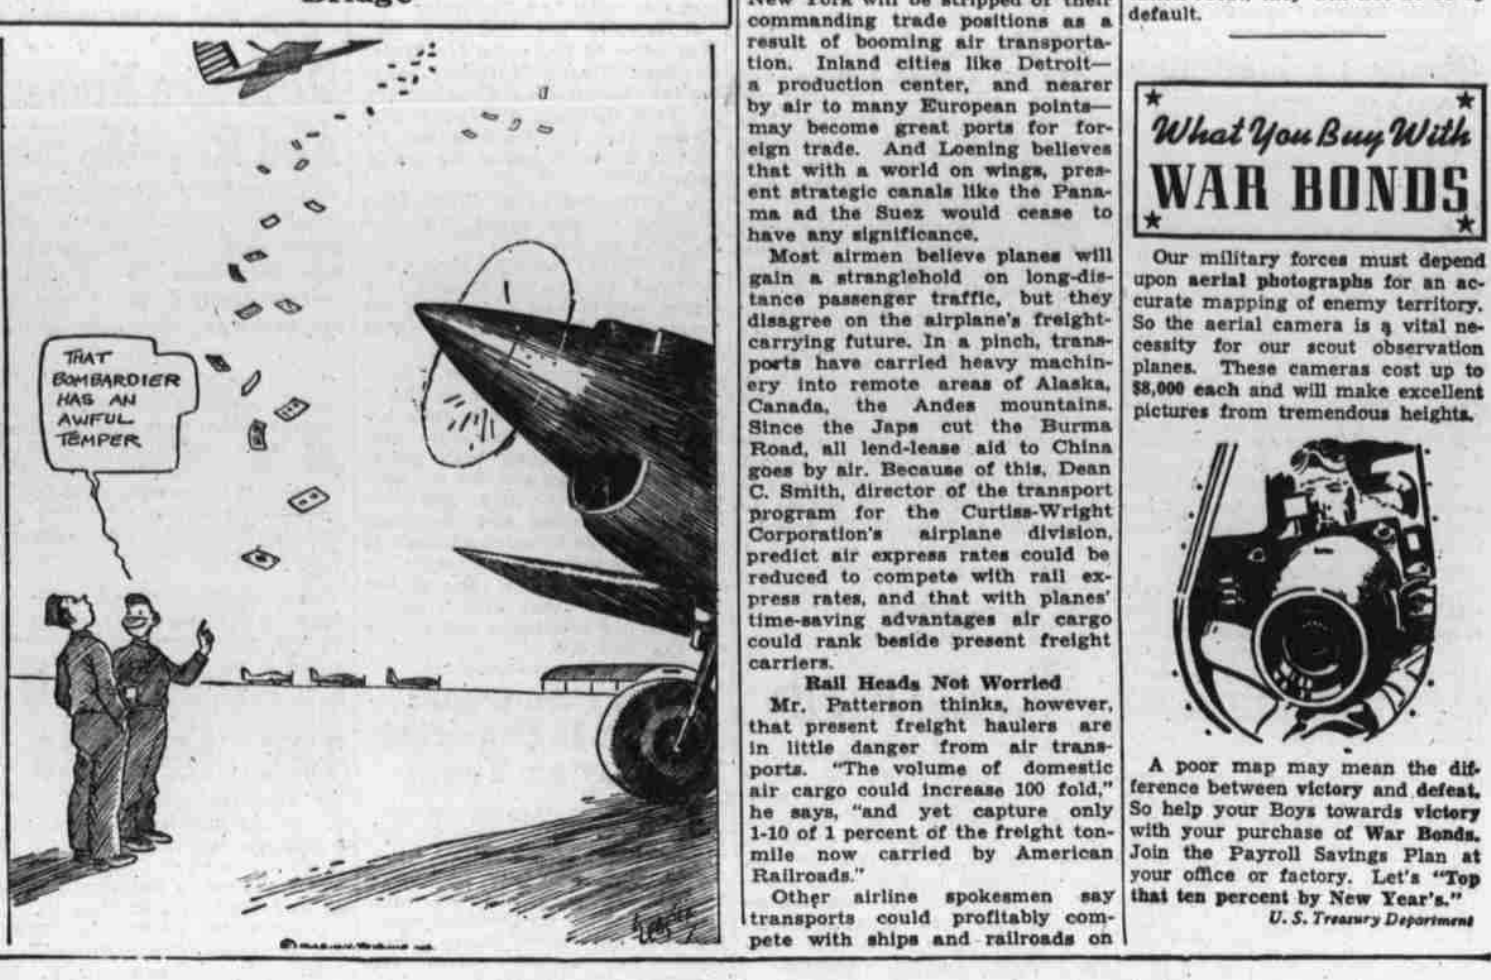 THAT
BOMBARDIER
HAS AN
AWFUL
TEMPER
commanding trade positions as a
result of booming air transporta-
tion. Inland cities like Detroit—
a production center, and nearer
by air to many European points—
may become great ports for for-
eign trade. And Loening believes
that with a world on wings, pres-
ent strategic canals like the Pana-
ma ad the Suez would cease to
have any significance.
Most airmen believe planes will
gain a stranglehold on long-dis-
tance passenger traffic, but they
disagree on the airplane's freight-
carrying future. In a pinch, trans-
ports have carried heavy machin-
ery into remote areas of Alaska,
Canada, the Andes mountains.
Since the Japs cut the Burma
Road, all lend-lease aid to China
goes by air. Because of this, Dean
C. Smith, director of the transport
program for the Curtiss-Wright
Corporation's airplane division,
predict air express rates could be
reduced to compete with rail ex-
press rates, and that with planes'
time-saving advantages air cargo
could rank beside present freight
carriers.
Rail Heads Not Worried
Mr. Patterson thinks, however,
that present freight haulers are
in little danger from air trans-
ports. "The volume of domestic
air cargo could increase 100 fold,"
he says, "and yet capture only
1-10 of 1 percent of the freight ton-
mile now carried by American
Railroads."
Other airline spokesmen say
transports could profitably com-
pete with ships and railroads on
default.
What You Buy With
WAR BONDS
Our military forces must depend
upon aerial photographs for an ac-
curate mapping of enemy territory.
So the aerial camera is a vital ne-
cessity for our scout observation
planes. These cameras cost up to
$8,000 each and will make excellent
pictures from tremendous heights.
A poor map may mean the dif-
ference between victory and defeat.
So help your Boys towards victory
with your purchase of War Bonds.
Join the Payroll Savings Plan at
your office or factory. Let's "Top
that ten percent by New Year's."
U. S. Treasury Department